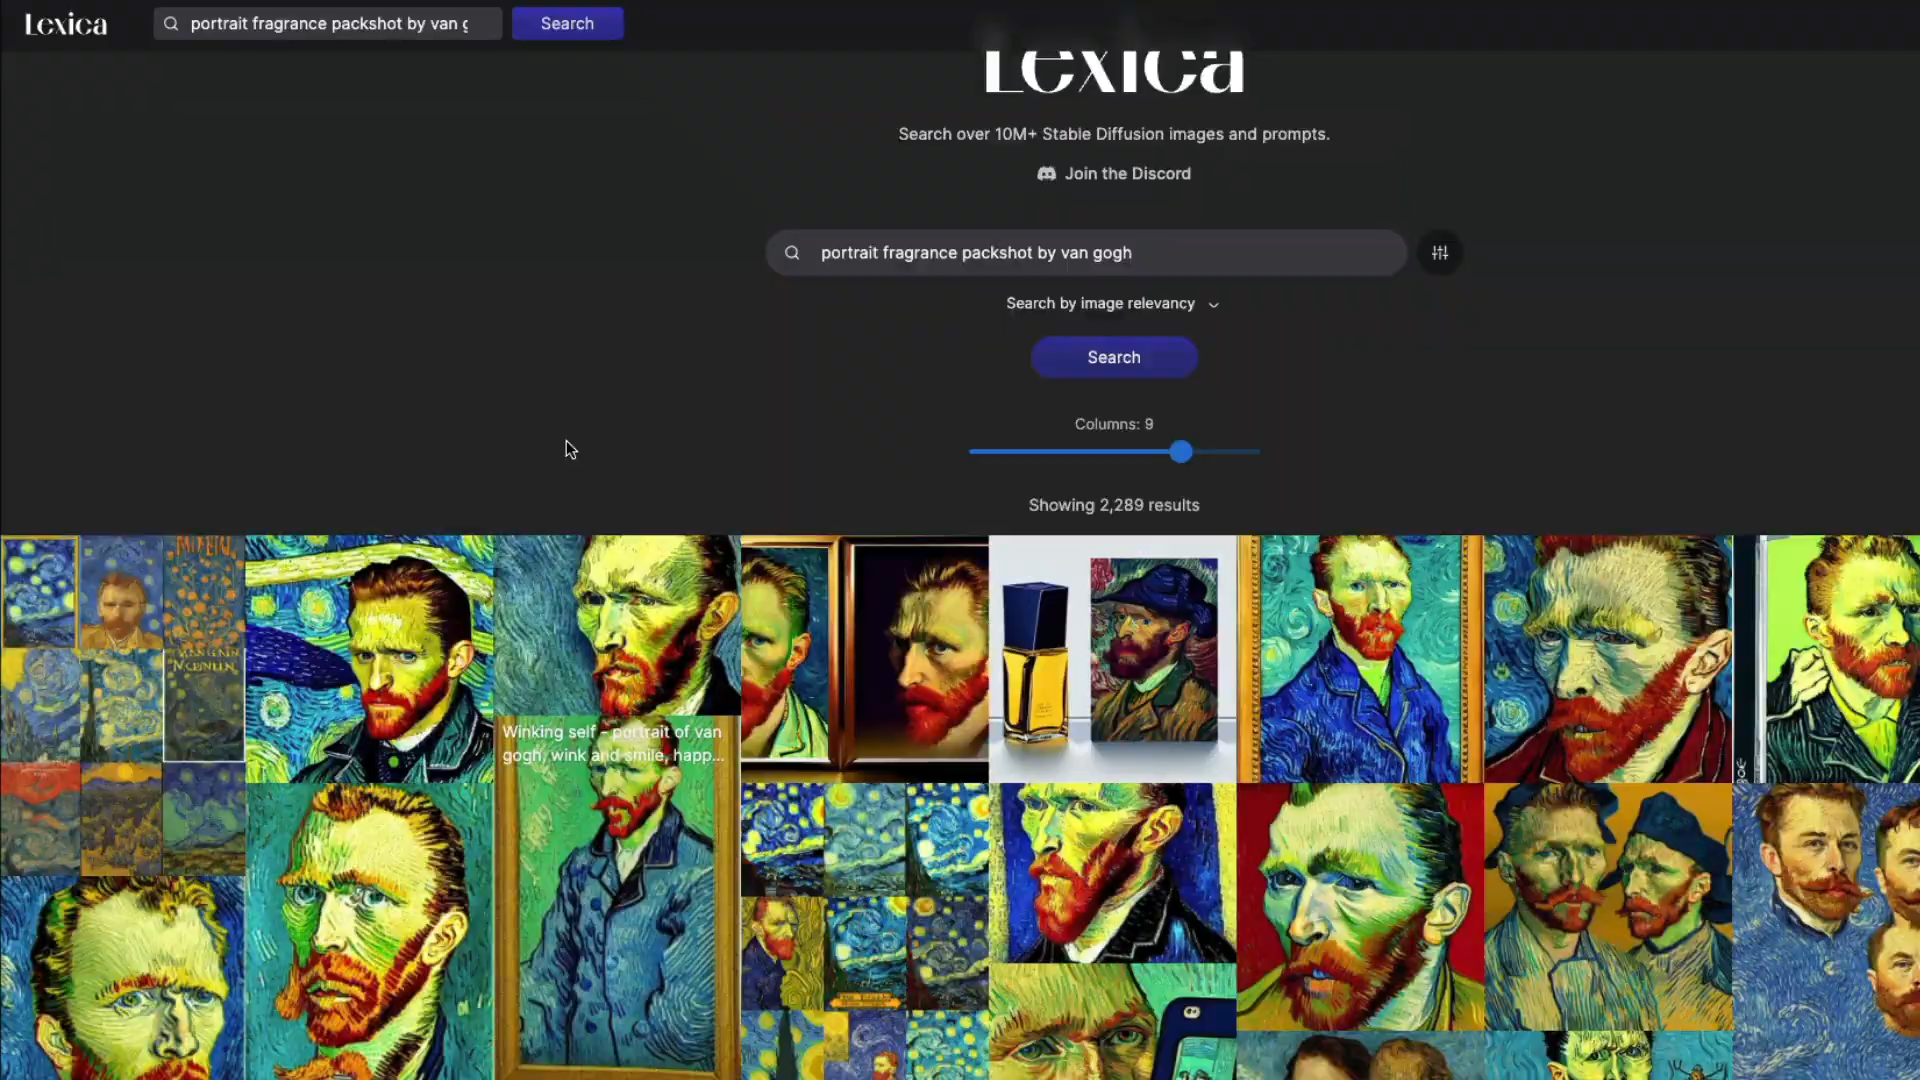 Lexica
portrait fragrance packshot by van g
Search
Lexica
Search over 10M+ Stable Diffusion images and prompts.
Join the Discord
portrait fragrance packshot by van gogh
Search by image relevancy
Search
Columns: 9
Showing 2,289 results
Winking self - portrait of van
gogh, wink and smile, happ...